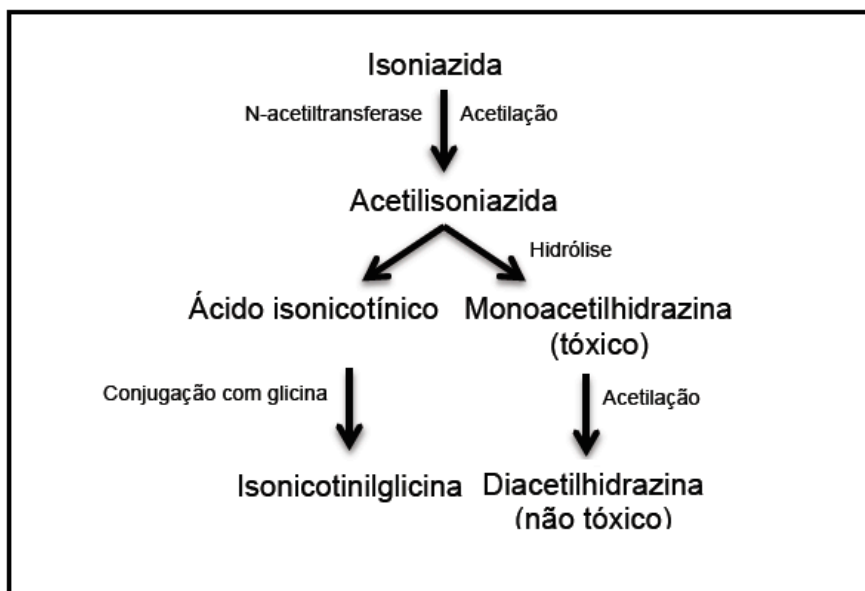 Isoniazida
N-acetiltransferase Acetilação
Acetilisoniazida
Hidrólise
Ácido isonicotínico Monoacetilhidrazina
(tóxico)
Conjugação com glicina Acetilação
Isonicotinilglicina Diacetilhidrazina
(não tóxico)